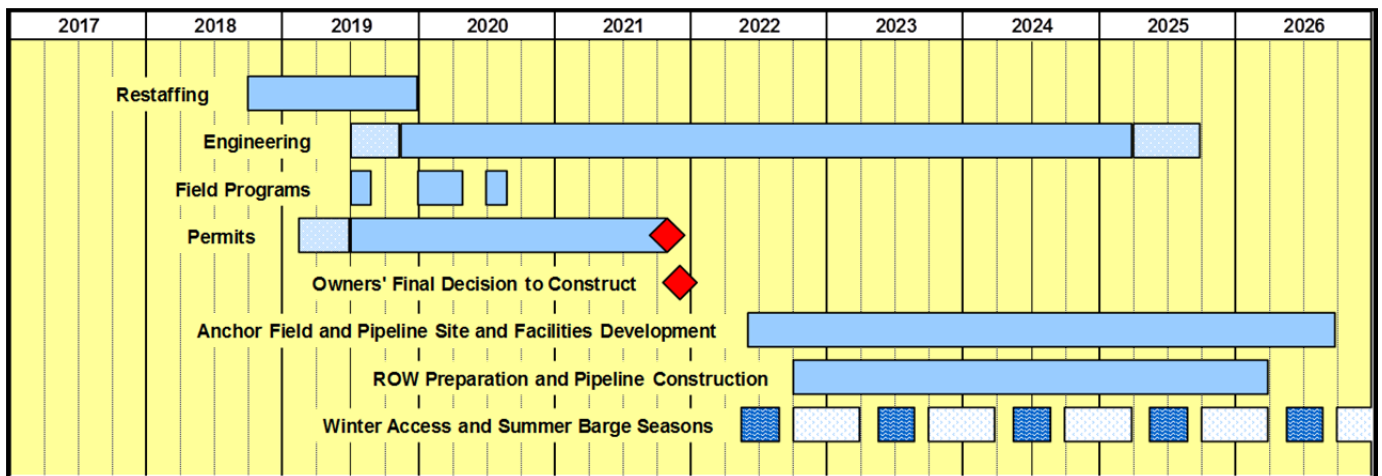 2017 2018 2019 2020 2021 2022 2023 2024 2025 2026
Restaffing
Engineering
Field Programs
Permits
Owners' Final Decision to Construct
Anchor Field and Pipeline Site and Facilities Development
ROW Preparation and Pipeline Construction
Winter Access and Summer Barge Seasons